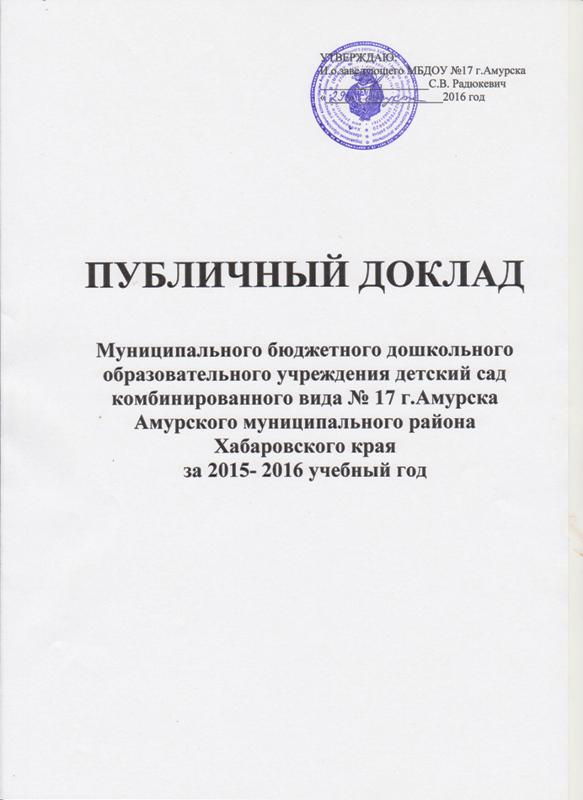 УТВЕРЖДАЮ:
И.о.заведующего МБДОУ №17 г.Амурска
С.В. Радюкевич
2016 год
ПУБЛИЧНЫЙ ДОКЛАД
Муниципального бюджетного дошкольного
образовательного учреждения детский сад
комбинированного вида № 17 г.Амурска
Амурского муниципального района
Хабаровского края
за 2015- 2016 учебный год